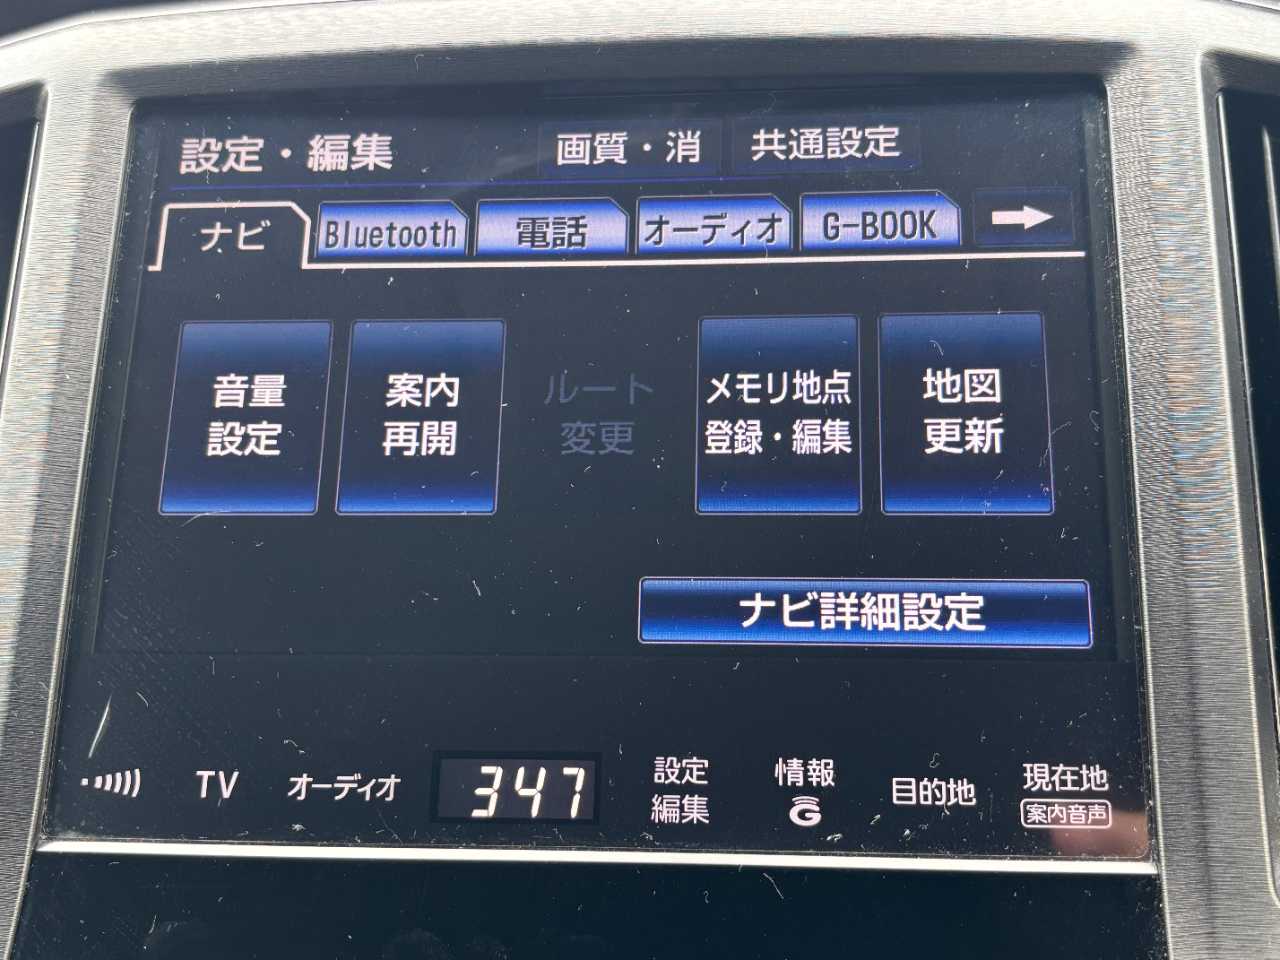 設定・編集 画質・消 共通設定
ナビ Bluetooth 電話 オーディオ G-BOOK
音量
設定
案内
再開
ルート
変更
メモリ地点
登録・編集
地図
更新
ナビ詳細設定
TV オーディオ 347
設定
編集
情報
G
目的地
現在地
案内音声